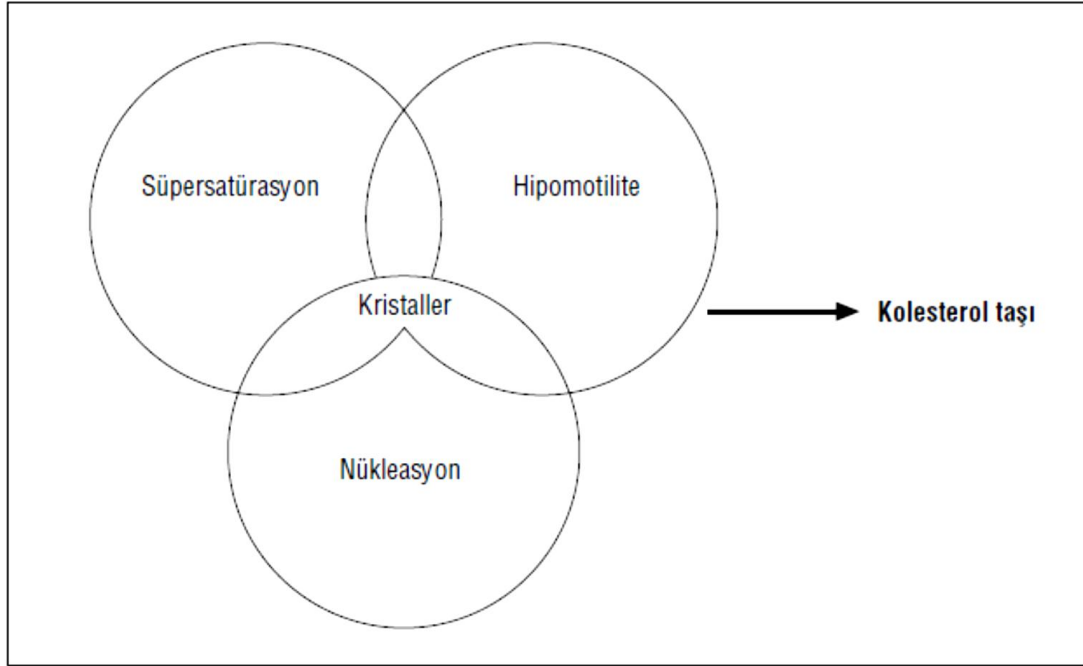 Süpersatürasyon
Hipomotilite
Kristaller
Kolesterol taşı
Nükleasyon